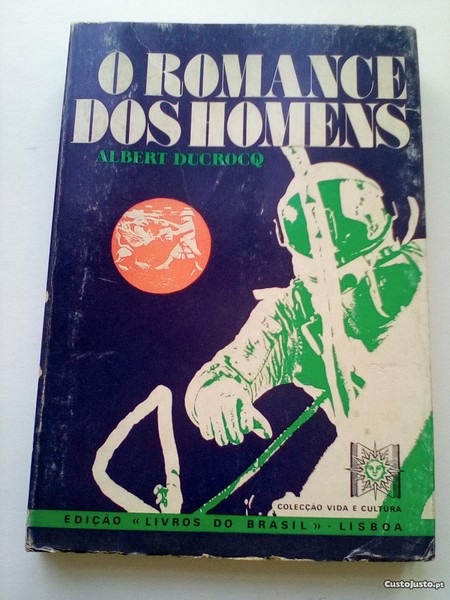 O ROMANCE
DOS HOMENS
ALBERT DUCROCQ
COLECÇÃO VIDA E CULTURA
EDIÇÃO «LIVROS DO BRASIL» - LISBOA
CustoJusto.pt